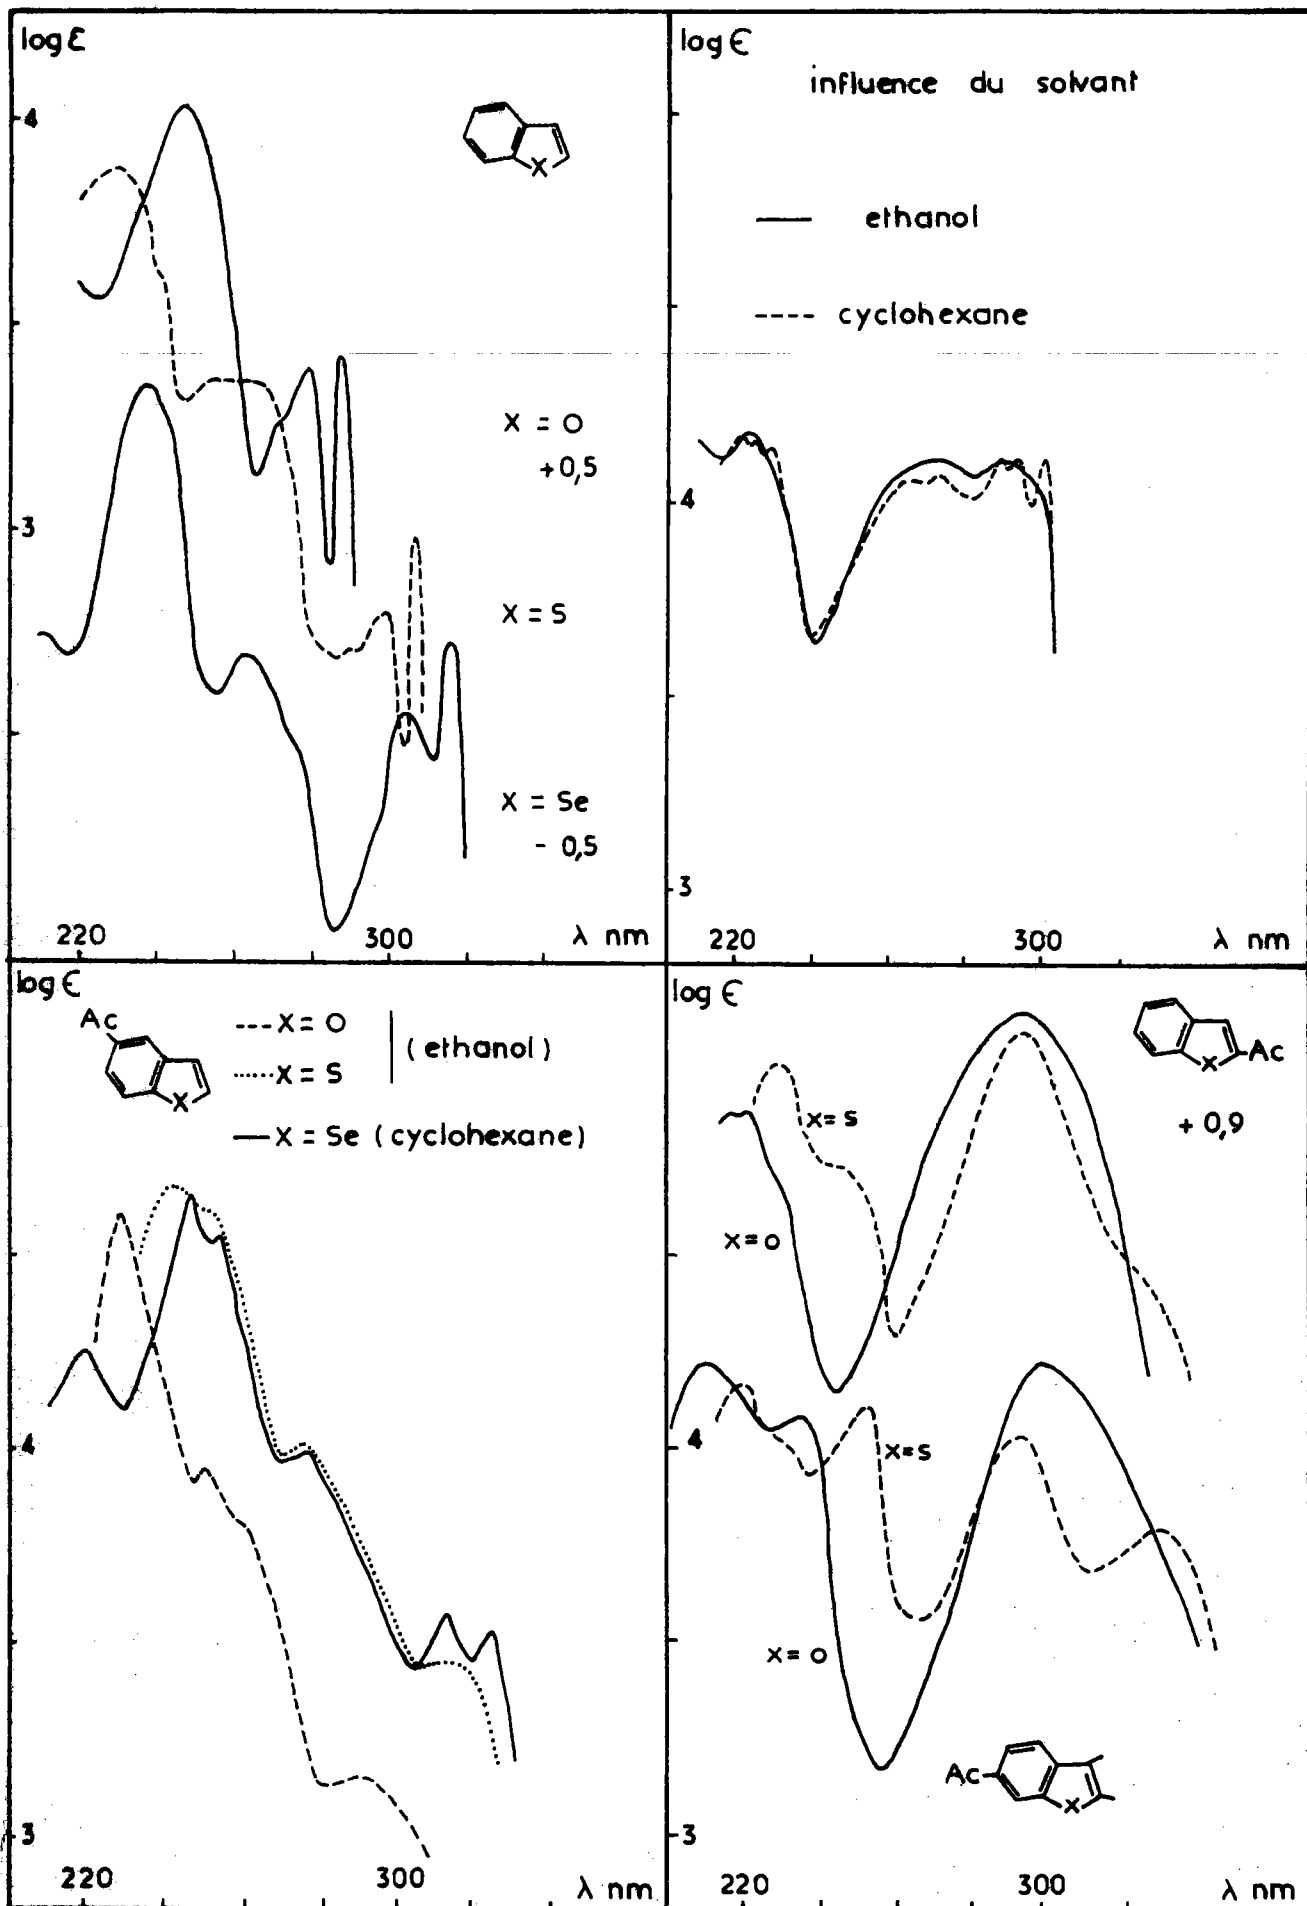 log ε
4
X
X = O
+0,5
3
X = S
X = Se
- 0,5
220
300
λ nm
log ϵ
influence du solvant
ethanol
cyclohexane
4
3
220
300
λ nm
log ϵ
Ac
X
X = O
X = S
(ethanol)
X = Se (cyclohexane)
4
3
220
300
λ nm
log ϵ
X
Ac
+ 0,9
X = S
X = O
4
X = S
X = O
Ac
X
3
220
300
λ nm